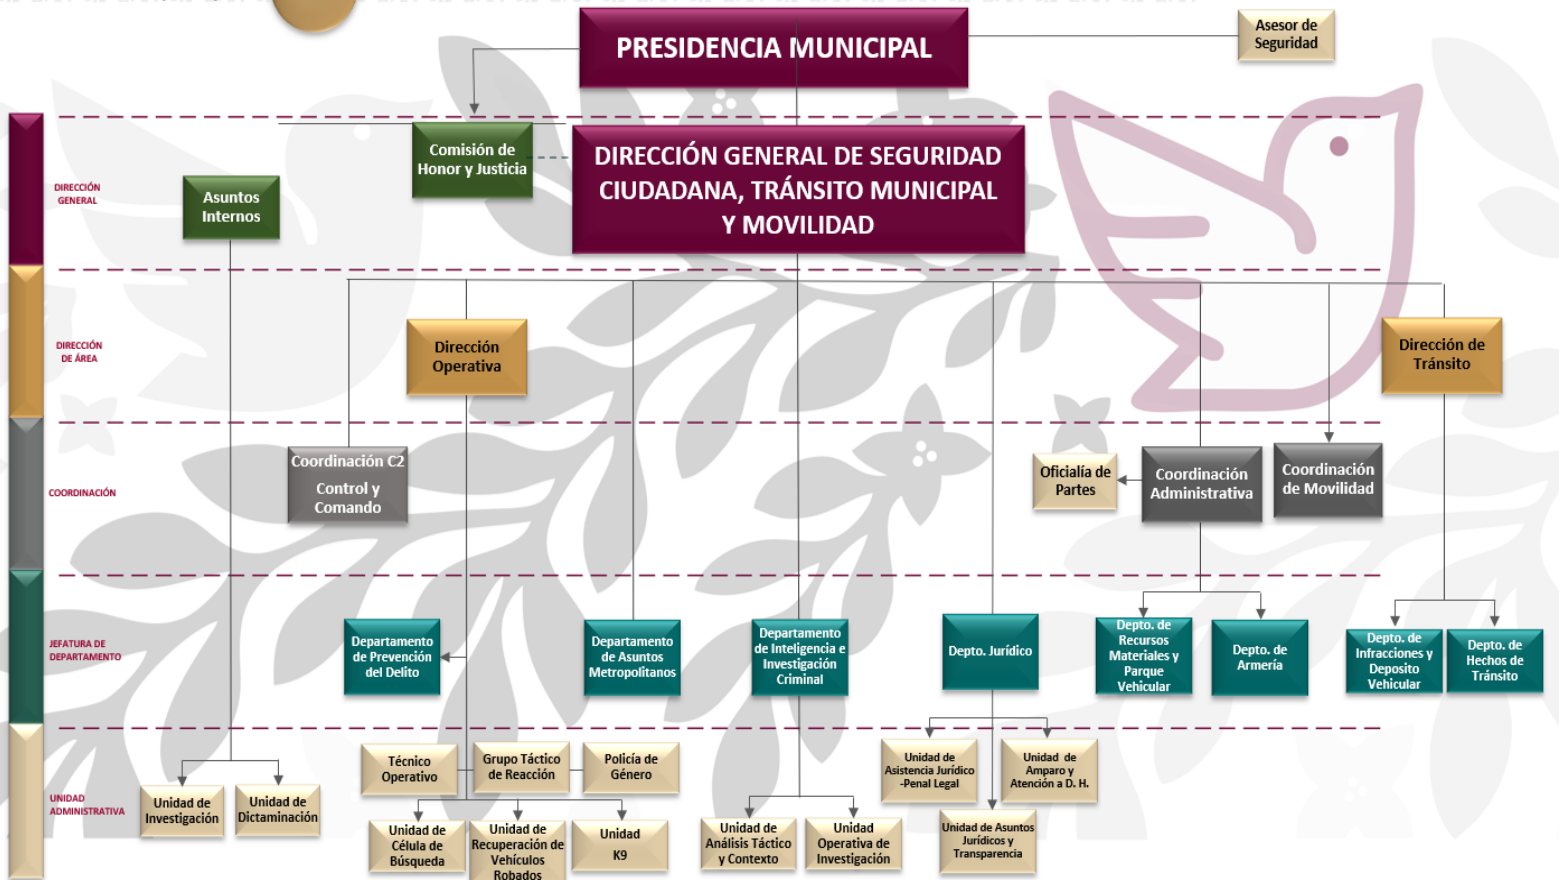 PRESIDENCIA MUNICIPAL
Asesor de
Seguridad
Comisión de
Honor y Justicia
DIRECCIÓN GENERAL DE SEGURIDAD
CIUDADANA, TRÁNSITO MUNICIPAL
Y MOVILIDAD
DIRECCIÓN
GENERAL
Asuntos
Internos
DIRECCIÓN
DE ÁREA
Dirección
Operativa
Dirección de
Tránsito
COORDINACIÓN
Coordinación C2
Control y
Comando
Oficialía de
Partes
Coordinación
Administrativa
Coordinación
de Movilidad
JEFATURA DE
DEPARTAMENTO
Departamento
de Prevención
del Delito
Departamento
de Asuntos
Metropolitanos
Departamento
de Inteligencia e
Investigación
Criminal
Depto. Jurídico
Depto. de
Recursos
Materiales y
Parque
Vehicular
Depto. de
Armería
Depto. de
Infracciones y
Deposito
Vehicular
Depto. de
Hechos de
Tránsito
UNIDAD
ADMINISTRATIVA
Unidad de
Investigación
Unidad de
Dictaminación
Técnico
Operativo
Grupo Táctico
de Reacción
Policía de
Género
Unidad de
Célula de
Búsqueda
Unidad de
Recuperación de
Vehículos
Robados
Unidad
K9
Unidad de
Análisis Táctico
y Contexto
Unidad
Operativa de
Investigación
Unidad de
Asistencia Jurídico
-Penal Legal
Unidad de
Amparo y
Atención a D. H.
Unidad de Asuntos
Jurídicos y
Transparencia